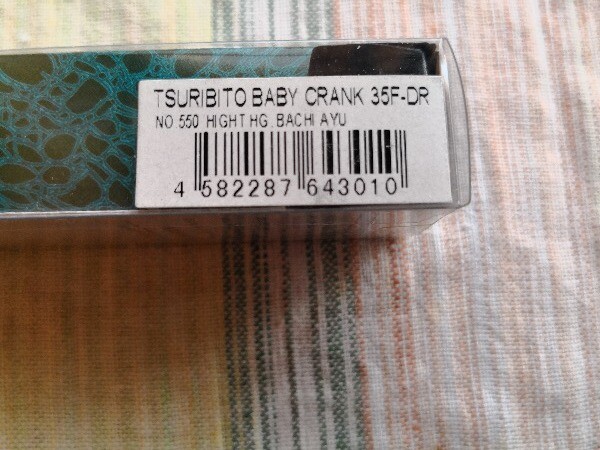 TSURIBITO BABY CRANK 35F-DR
NO.550 HIGHT HG. BACHI AYU
4 582287 643010